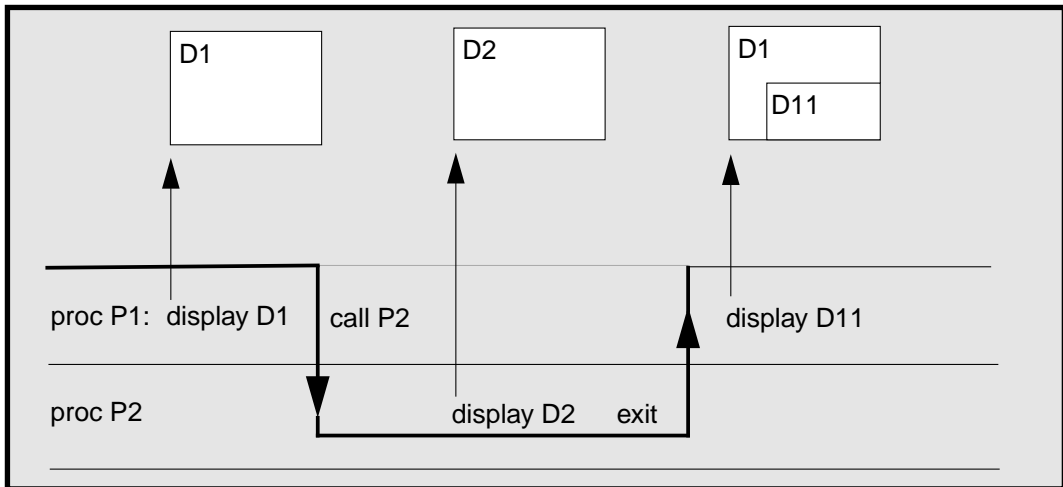 D1
D2
D1
D11
proc P1: display D1
call P2
display D11
proc P2
display D2 exit